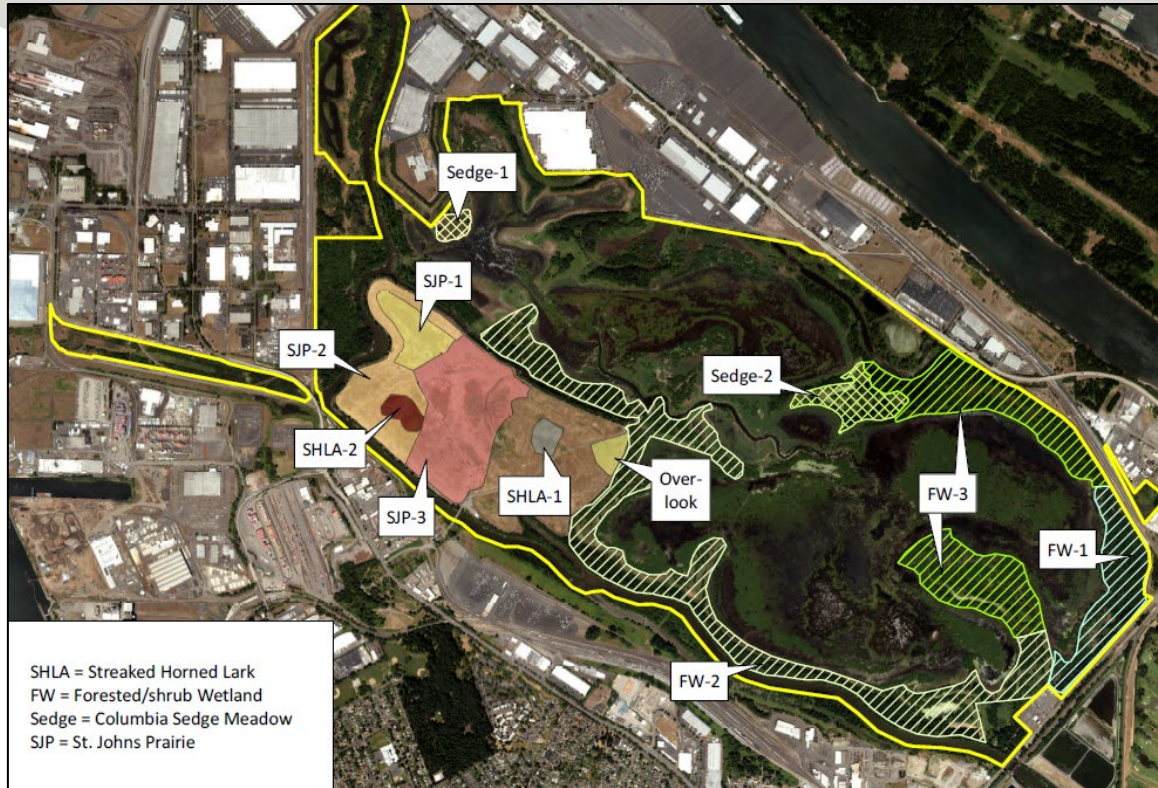 Sedge-1
SJP-1
SJP-2
Sedge-2
SHLA-2
SHLA-1
Over-
look
SJP-3
FW-3
FW-1
FW-2
SHLA = Streaked Horned Lark
FW = Forested/shrub Wetland
Sedge = Columbia Sedge Meadow
SJP = St. Johns Prairie